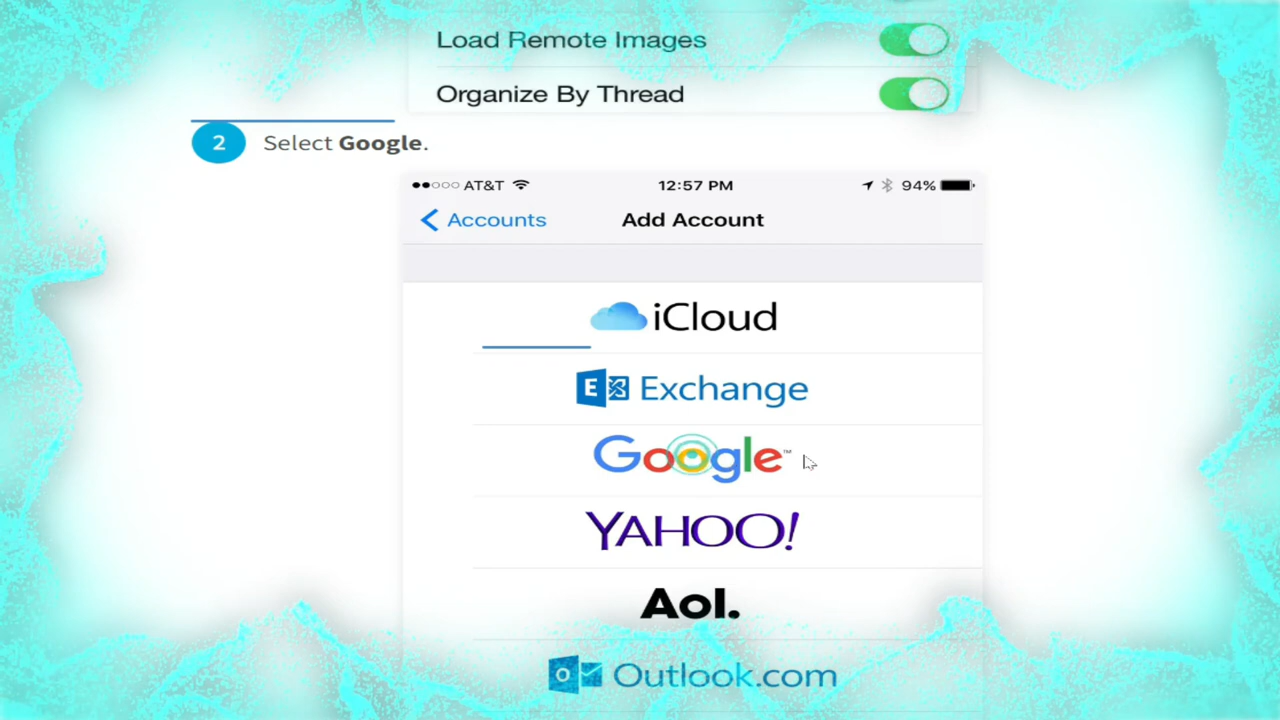 Load Remote Images
Organize By Thread
2 Select Google.
AT&T 12:57 PM 94%
Accounts Add Account
iCloud
E Exchange
Google™
YAHOO!
Aol.
o Outlook.com